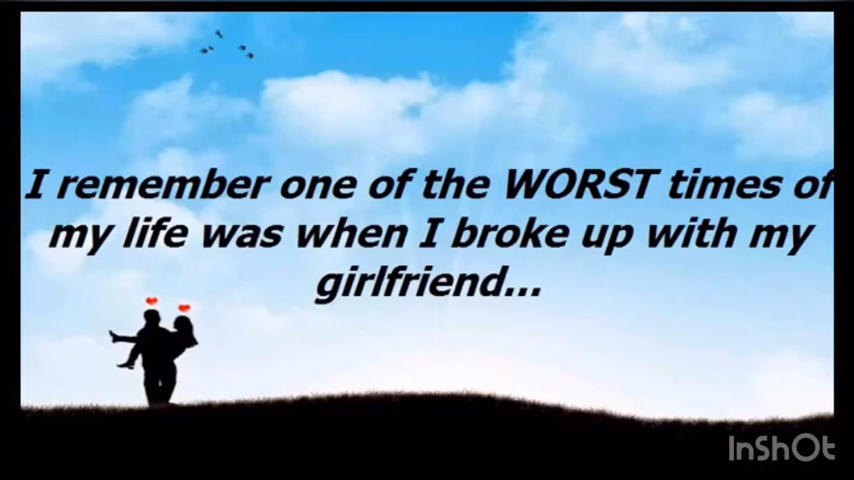 I remember one of the WORST times of
my life was when I broke up with my
girlfriend...
InShOt